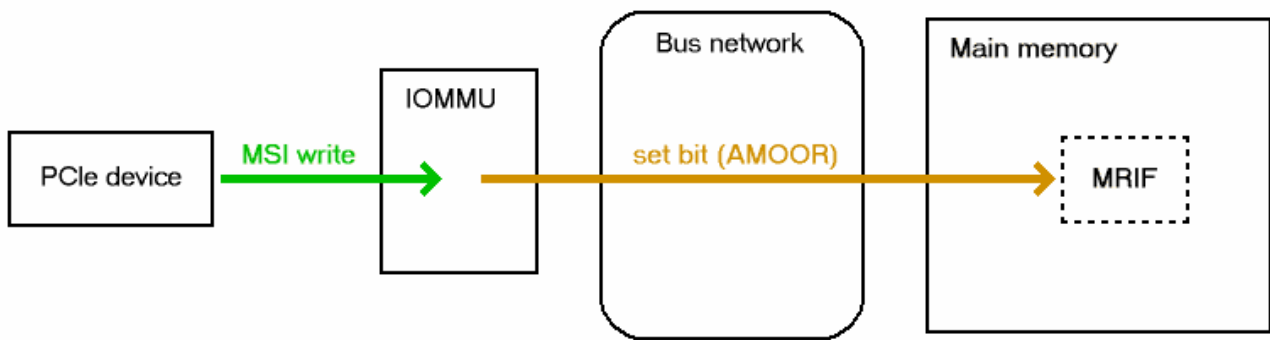 PCIe device
MSI write
IOMMU
Bus network
set bit (AMOOR)
Main memory
MRIF